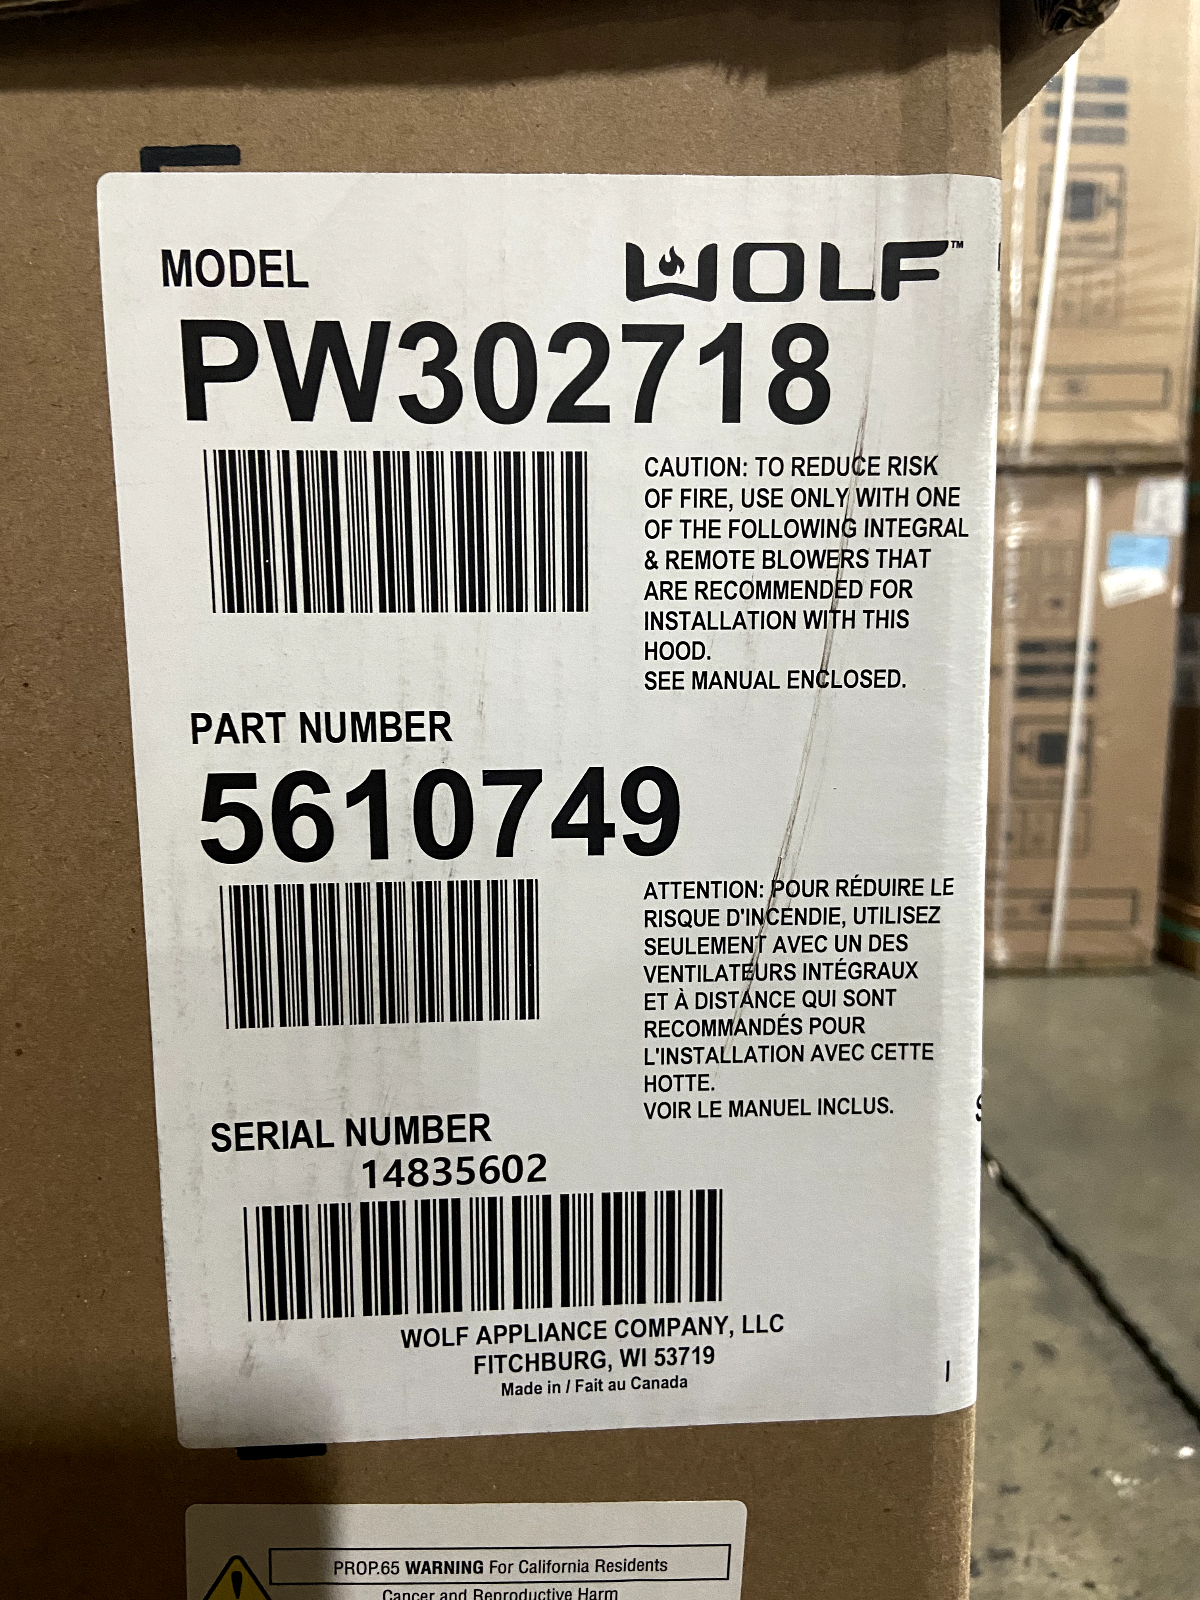 MODEL
WOLF™
PW302718
CAUTION: TO REDUCE RISK
OF FIRE, USE ONLY WITH ONE
OF THE FOLLOWING INTEGRAL
& REMOTE BLOWERS THAT
ARE RECOMMENDED FOR
INSTALLATION WITH THIS
HOOD.
SEE MANUAL ENCLOSED.
PART NUMBER
5610749
ATTENTION: POUR RÉDUIRE LE
RISQUE D'INCENDIE, UTILISEZ
SEULEMENT AVEC UN DES
VENTILATEURS INTÉGRAUX
ET À DISTANCE QUI SONT
RECOMMANDÉS POUR
L'INSTALLATION AVEC CETTE
HOTTE.
VOIR LE MANUEL INCLUS.
SERIAL NUMBER
14835602
WOLF APPLIANCE COMPANY, LLC
FITCHBURG, WI 53719
Made in / Fait au Canada
PROP.65 WARNING For California Residents
Cancer and Reproductive Harm